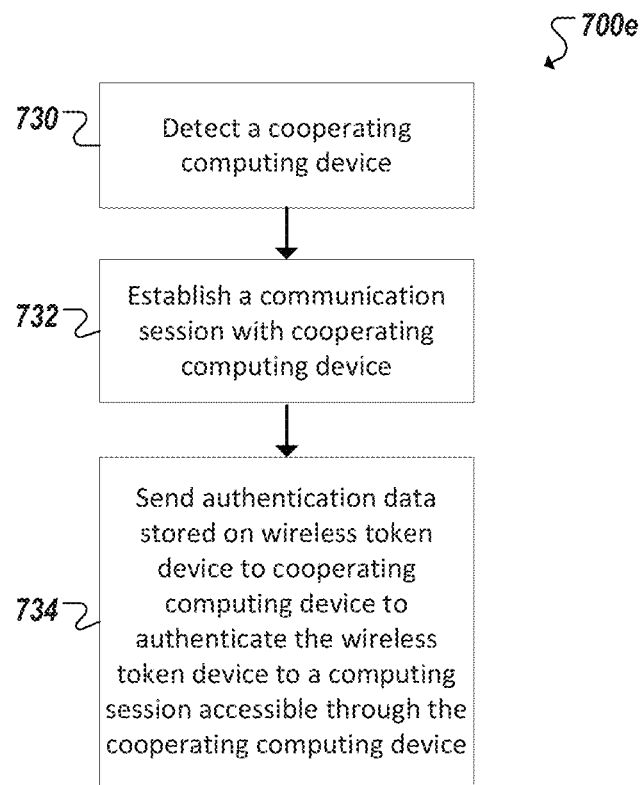 700e
730
Detect a cooperating
computing device
732
Establish a communication
session with cooperating
computing device
734
Send authentication data
stored on wireless token
device to cooperating
computing device to
authenticate the wireless
token device to a computing
session accessible through the
cooperating computing device